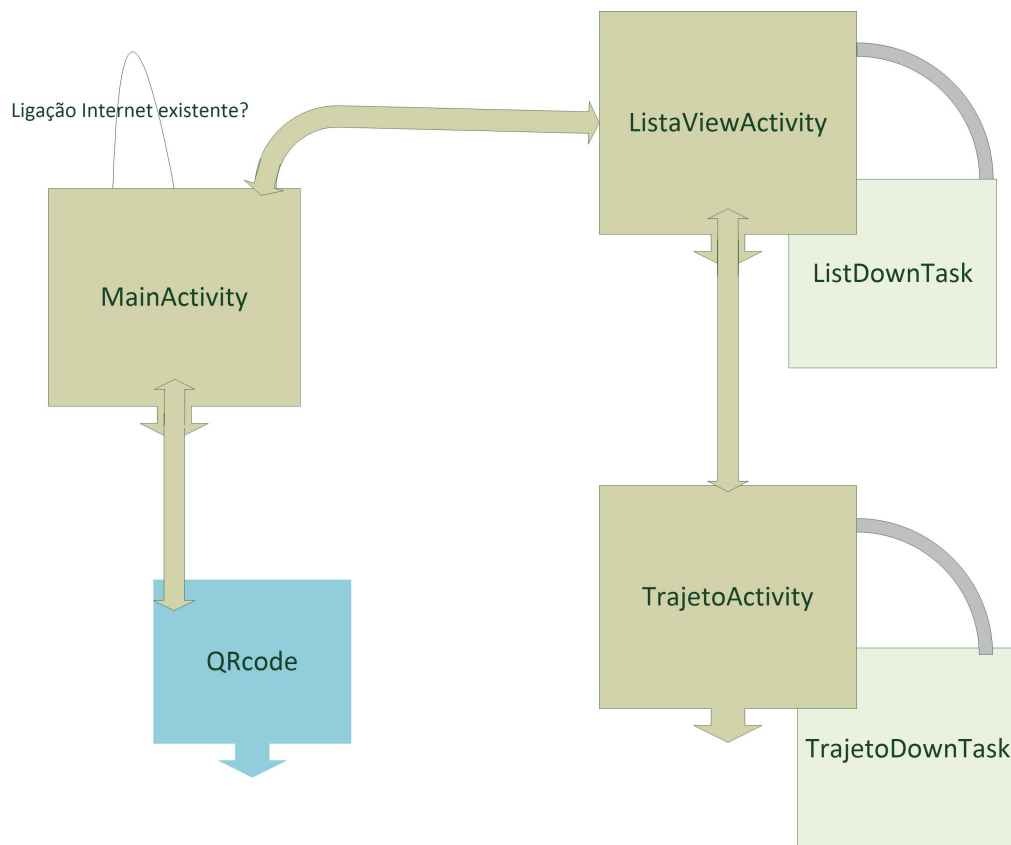 Ligação Internet existente?
ListaViewActivity
MainActivity
ListDownTask
TrajetoActivity
QRcode
TrajetoDownTask